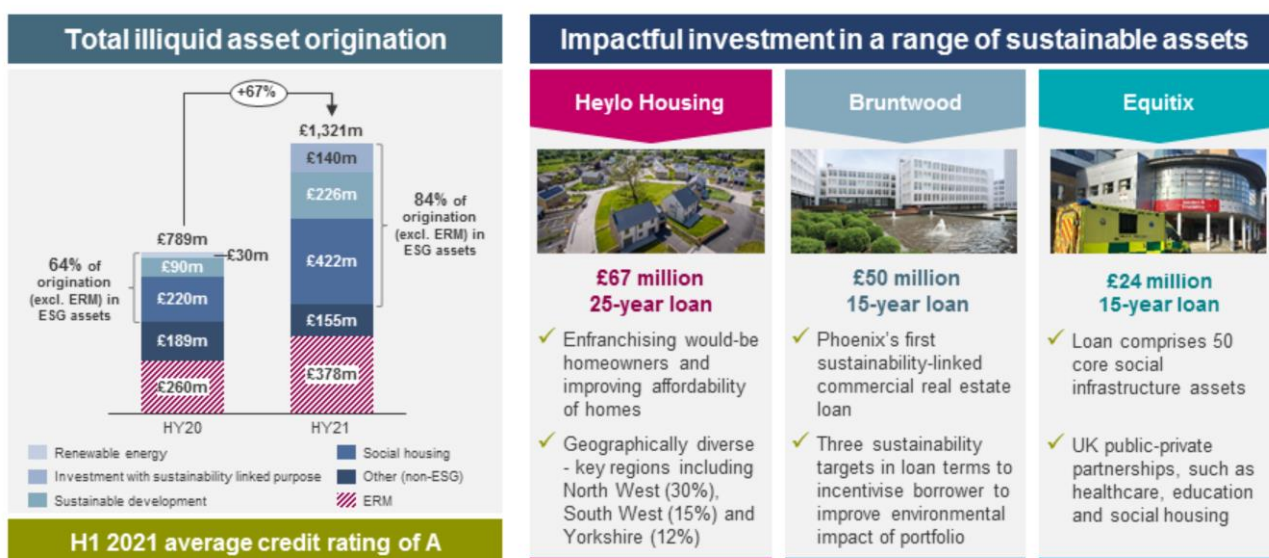 Total illiquid asset origination
+67%
£1,321m
£140m
£226m
84% of
origination
(excl. ERM) in
ESG assets
£789m
£30m
64% of
origination
(excl. ERM) in
ESG assets
£90m
£422m
£220m
£155m
£189m
£378m
£260m
HY20
HY21
Renewable energy
Social housing
Investment with sustainability linked purpose
Other (non-ESG)
Sustainable development
ERM
H1 2021 average credit rating of A
Impactful investment in a range of sustainable assets
Heylo Housing
£67 million
25-year loan
Enfranchising would-be
homeowners and
improving affordability
of homes
Geographically diverse
- key regions including
North West (30%),
South West (15%) and
Yorkshire (12%)
Bruntwood
£50 million
15-year loan
Phoenix's first
sustainability-linked
commercial real estate
loan
Three sustainability
targets in loan terms to
incentivise borrower to
improve environmental
impact of portfolio
Equitix
£24 million
15-year loan
Loan comprises 50
core social
infrastructure assets
UK public-private
partnerships, such as
healthcare, education
and social housing